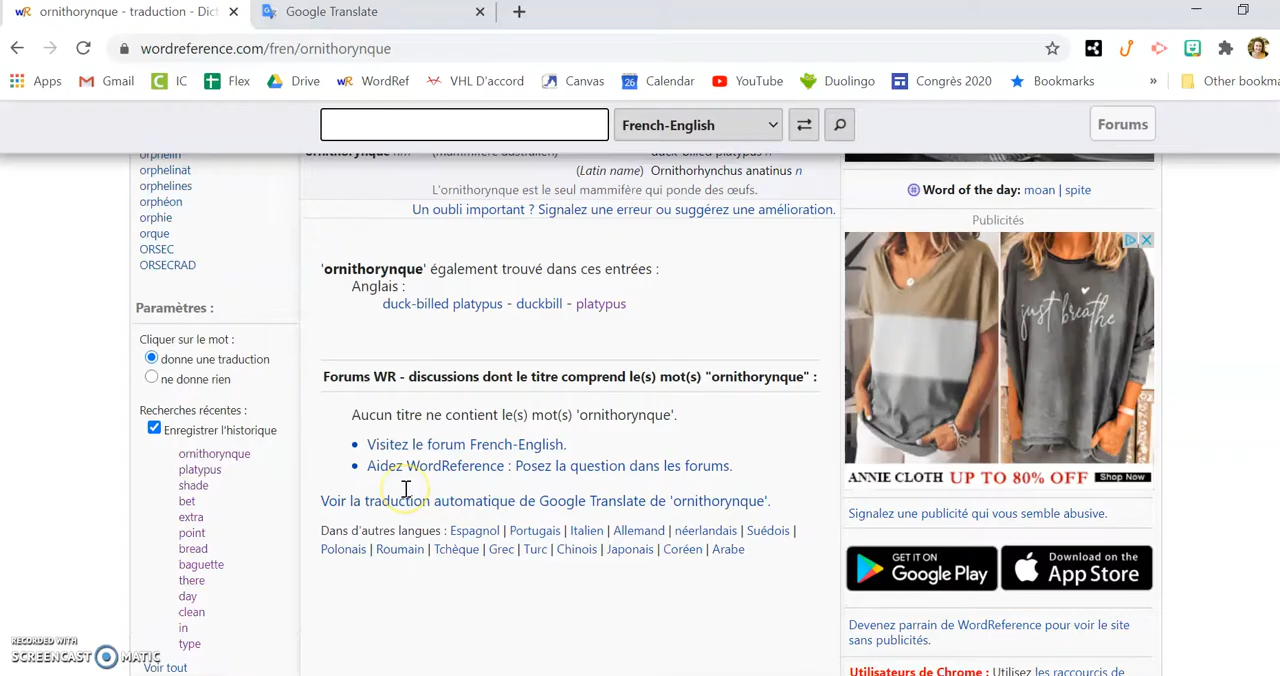 ornithorynque - traduction - Dict
Google Translate
wordreference.com/fren/ornithorynque
Apps
Gmail
IC
Flex
Drive
WordRef
VHL D'accord
Canvas
26
Calendar
YouTube
Duolingo
Congrès 2020
Bookmarks
»
Other bookma
French-English
Forums
orphelin
orphelinat
orphelines
orphéon
orphie
orque
ORSEC
ORSECRAD
Paramètres :
Cliquer sur le mot :
donne une traduction
ne donne rien
Recherches récentes :
Enregistrer l'historique
ornithorynque
platypus
shade
bet
extra
point
bread
baguette
there
day
clean
in
type
Voir tout
RECORDED WITH
SCREENCAST MATIC
ornithorynque nm (mammifère australien) duck-billed platypus n
(Latin name) Ornithorhynchus anatinus n
L'ornithorynque est le seul mammifère qui ponde des œufs.
Un oubli important ? Signalez une erreur ou suggérez une amélioration.
'ornithorynque' également trouvé dans ces entrées :
Anglais :
duck-billed platypus - duckbill - platypus
Forums WR - discussions dont le titre comprend le(s) mot(s) "ornithorynque" :
Aucun titre ne contient le(s) mot(s) 'ornithorynque'.
Visitez le forum French-English.
Aidez WordReference : Posez la question dans les forums.
Voir la traduction automatique de Google Translate de 'ornithorynque'.
Dans d'autres langues : Espagnol | Portugais | Italien | Allemand | néerlandais | Suédois |
Polonais | Roumain | Tchèque | Grec | Turc | Chinois | Japonais | Coréen | Arabe
Word of the day: moan | spite
Publicités
just breathe
ANNIE CLOTH UP TO 80% OFF Shop Now
Signalez une publicité qui vous semble abusive.
GET IT ON
Google Play
Download on the
App Store
Devenez parrain de WordReference pour voir le site
sans publicités.
Utilisateurs de Chrome : Utilisez les raccourcis de